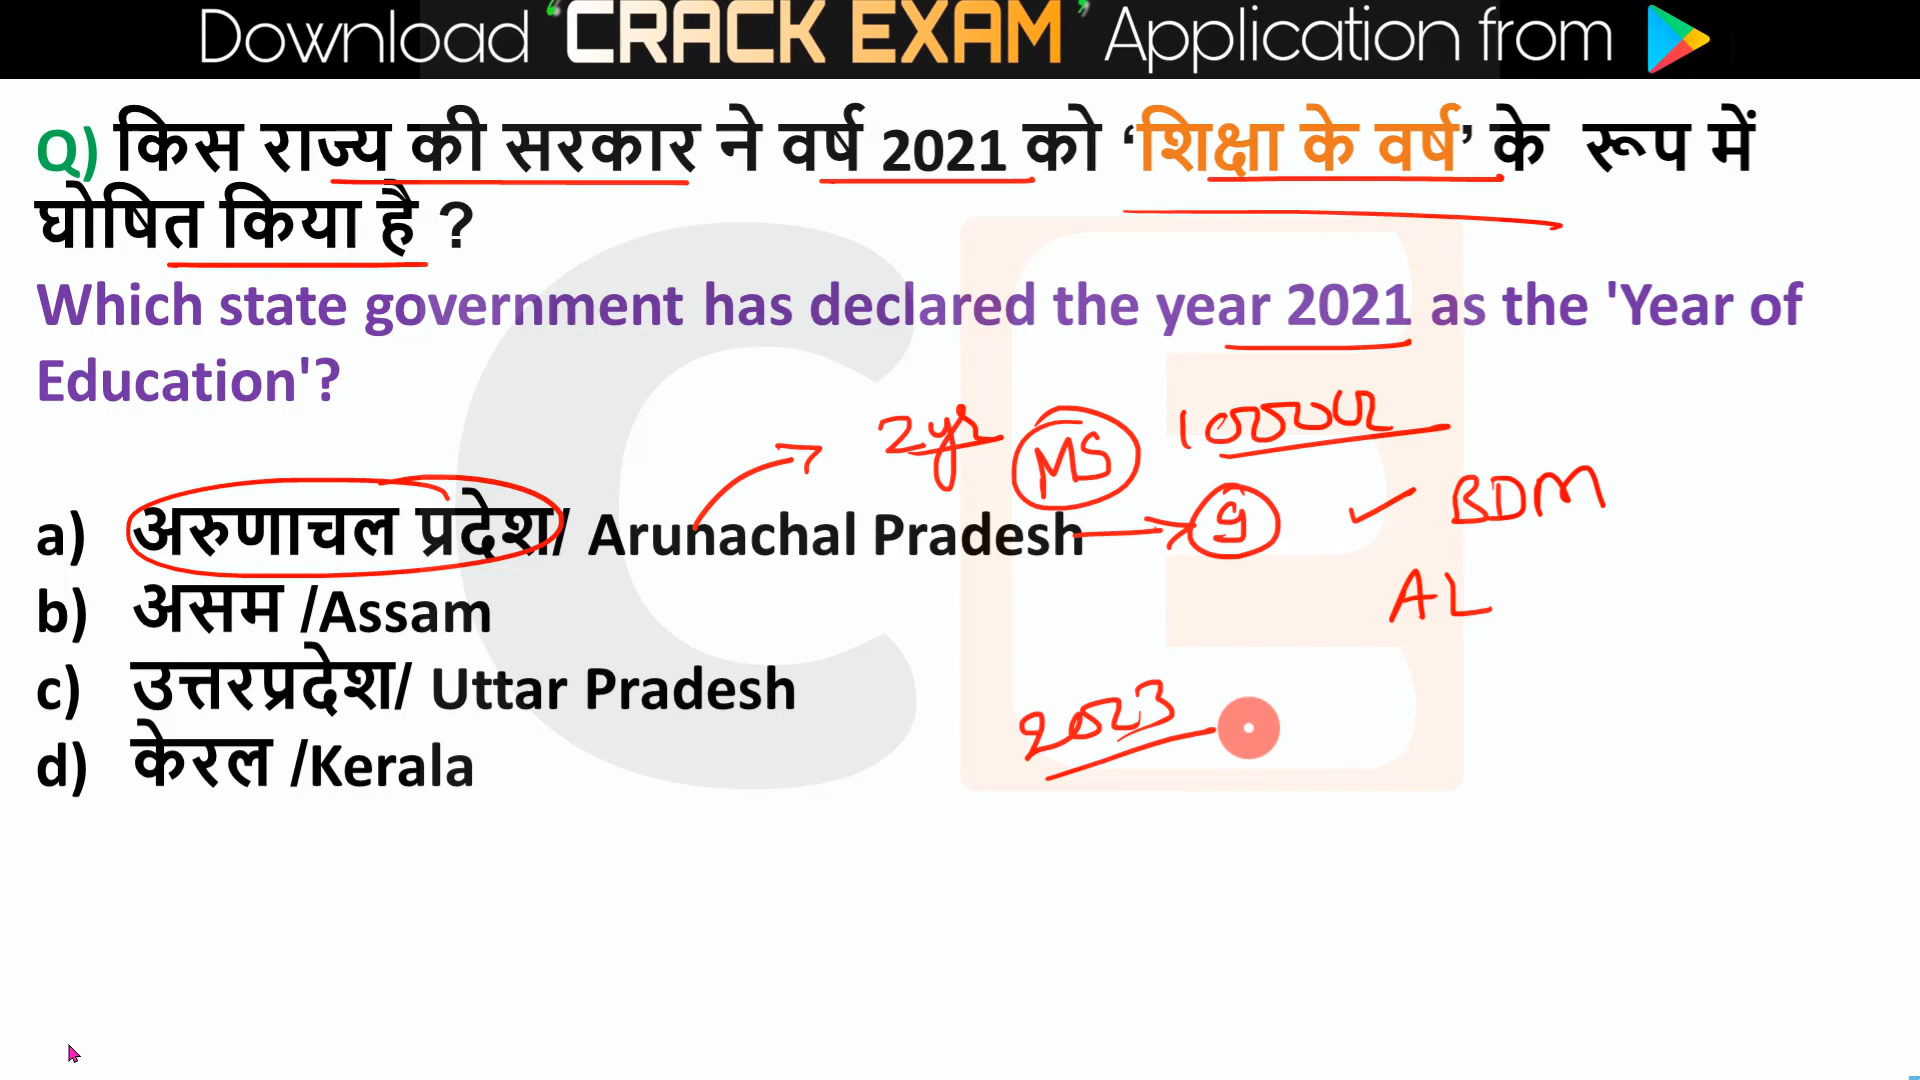 Download 'CRACK EXAM' Application from
Q) किस राज्य की सरकार ने वर्ष 2021 को ‘शिक्षा के वर्ष’ के रूप में
घोषित किया है ?
Which state government has declared the year 2021 as the 'Year of
Education'?
2 yr MS
a) अरुणाचल प्रदेश/ Arunachal Pradesh 9 BDM
b) असम /Assam AL
c) उत्तरप्रदेश/ Uttar Pradesh 2023
d) केरल /Kerala